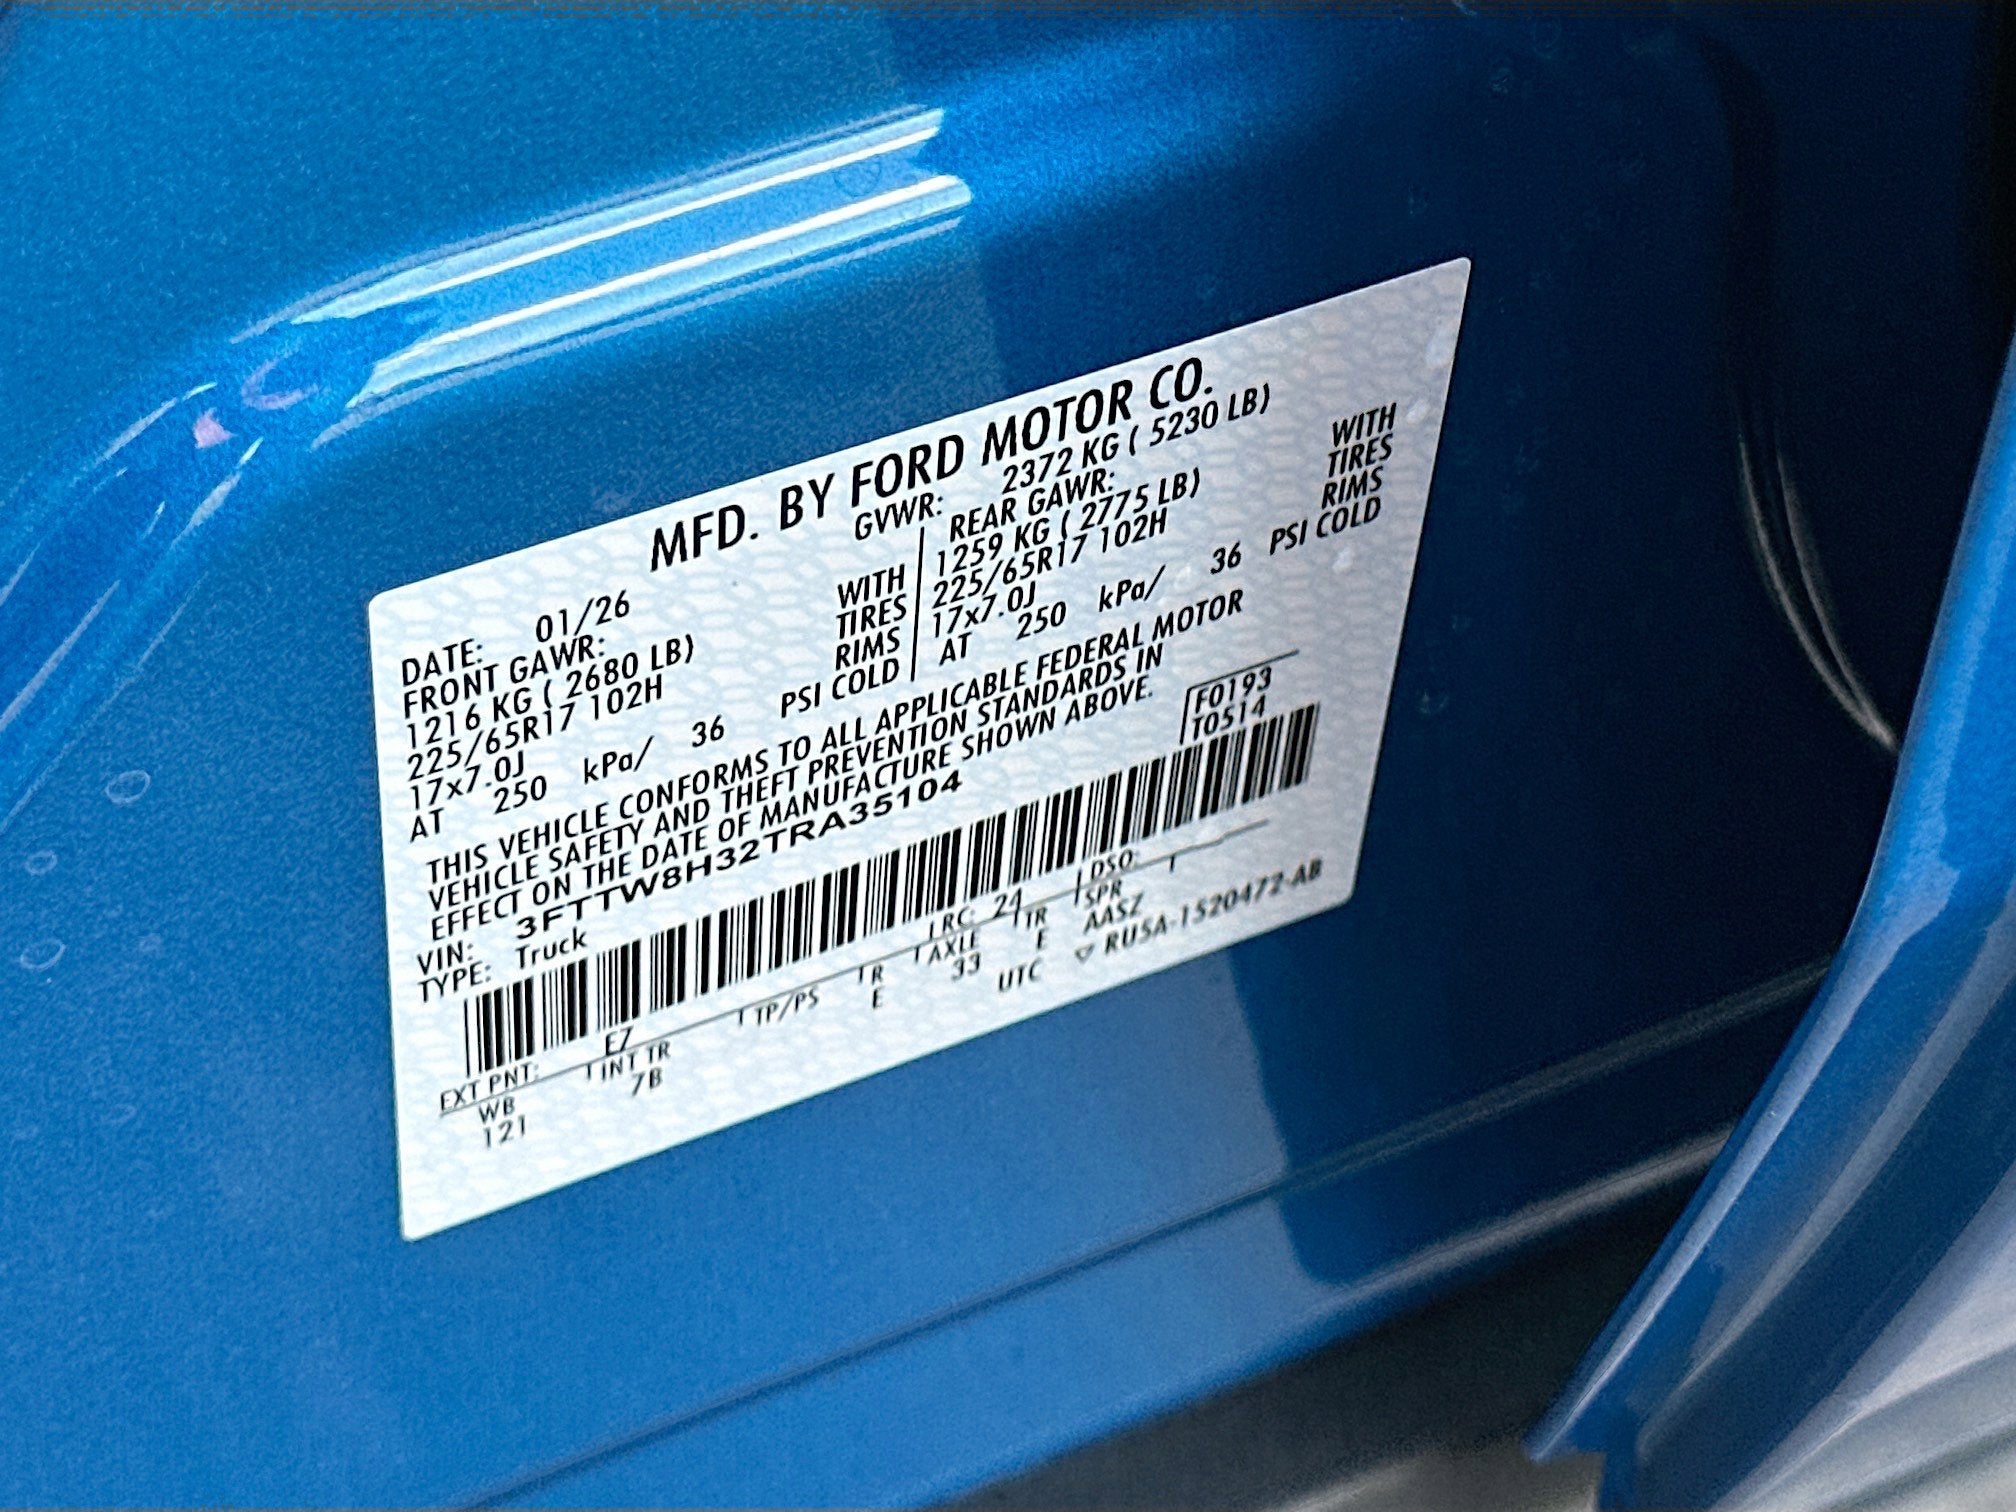 MFD. BY FORD MOTOR CO.
DATE: 01/26 GVWR: 2372 KG ( 5230 LB)
FRONT GAWR: REAR GAWR:
1216 KG ( 2680 LB) WITH 1259 KG ( 2775 LB) WITH
225/65R17 102H TIRES 225/65R17 102H TIRES
17x7.0J RIMS 17x7.0J RIMS
AT 250 kPa/ 36 PSI COLD AT 250 kPa/ 36 PSI COLD
THIS VEHICLE CONFORMS TO ALL APPLICABLE FEDERAL MOTOR
VEHICLE SAFETY AND THEFT PREVENTION STANDARDS IN
EFFECT ON THE DATE OF MANUFACTURE SHOWN ABOVE.
VIN: 3FTTW8H32TRA35104 F0193
TYPE: Truck T0514
EXT PNT: E7 RC: 24 DSO:
WB INT TR TP/PS R AXLE TR SPR
121 7B E 33 E AASZ
UTC ▽ RU5A-1520472-AB